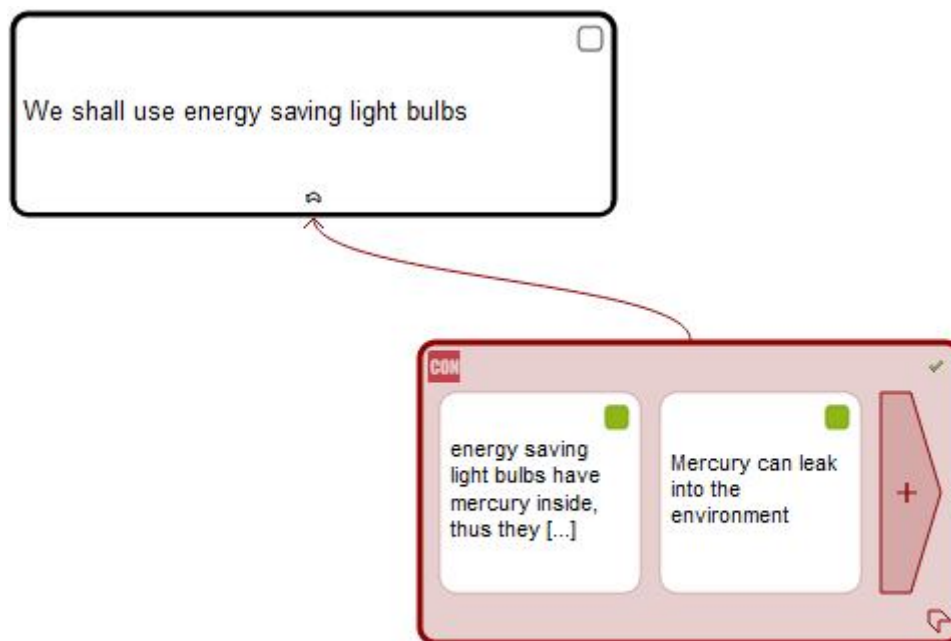 We shall use energy saving light bulbs
CON
energy saving
light bulbs have
mercury inside,
thus they [...]
Mercury can leak
into the
environment
+